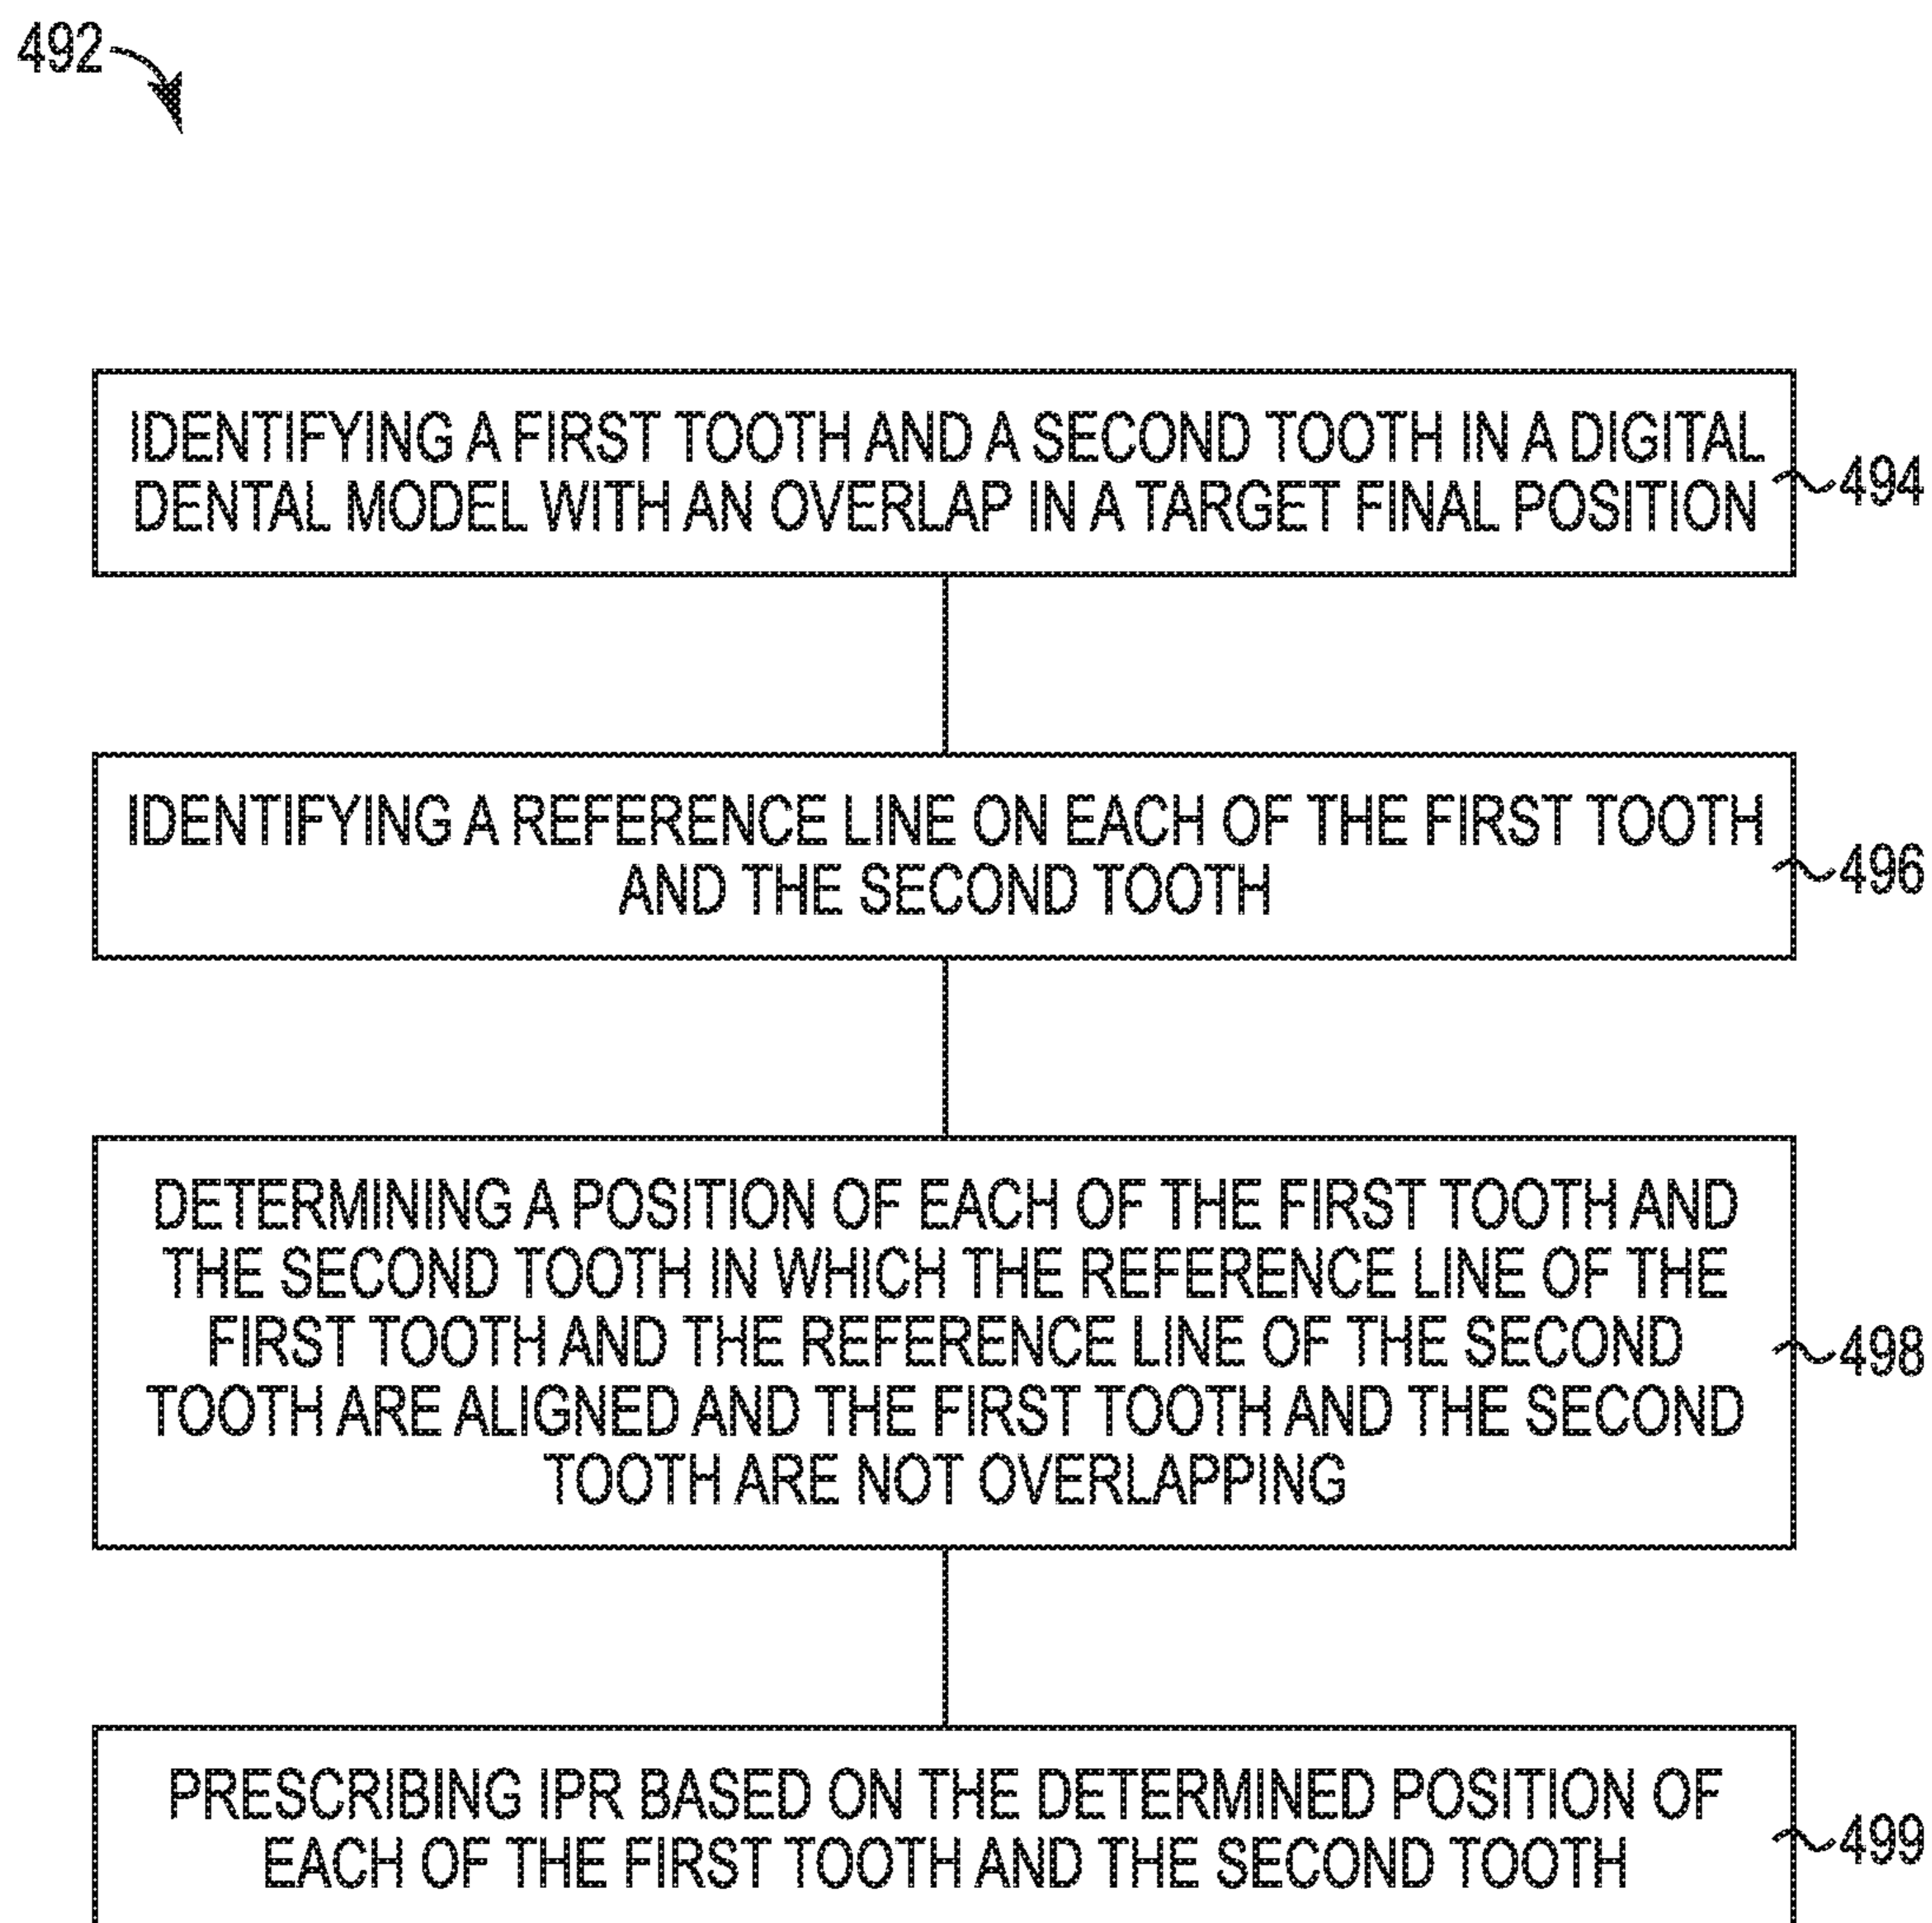 492
IDENTIFYING A FIRST TOOTH AND A SECOND TOOTH IN A DIGITAL
DENTAL MODEL WITH AN OVERLAP IN A TARGET FINAL POSITION
494
IDENTIFYING A REFERENCE LINE ON EACH OF THE FIRST TOOTH
AND THE SECOND TOOTH
496
DETERMINING A POSITION OF EACH OF THE FIRST TOOTH AND
THE SECOND TOOTH IN WHICH THE REFERENCE LINE OF THE
FIRST TOOTH AND THE REFERENCE LINE OF THE SECOND
TOOTH ARE ALIGNED AND THE FIRST TOOTH AND THE SECOND
TOOTH ARE NOT OVERLAPPING
498
PRESCRIBING IPR BASED ON THE DETERMINED POSITION OF
EACH OF THE FIRST TOOTH AND THE SECOND TOOTH
499